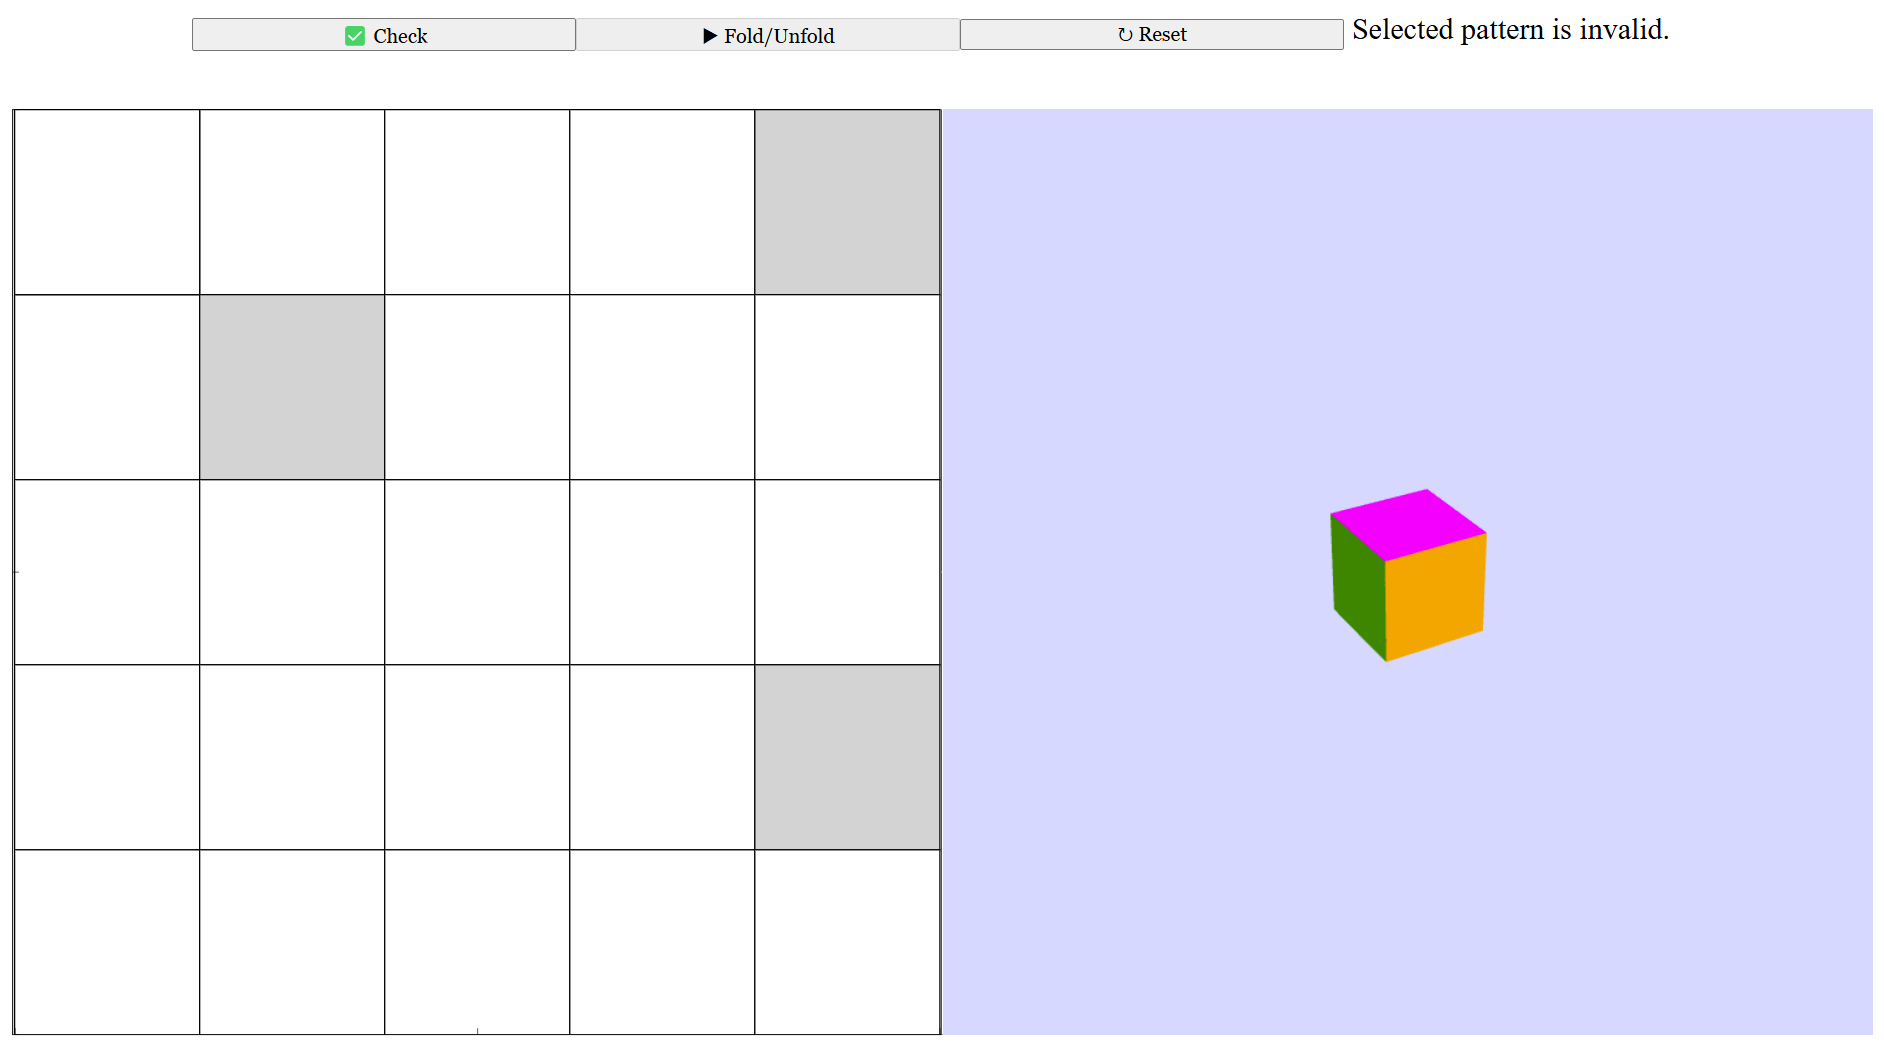 ✅ Check ▶ Fold/Unfold ↻ Reset Selected pattern is invalid.